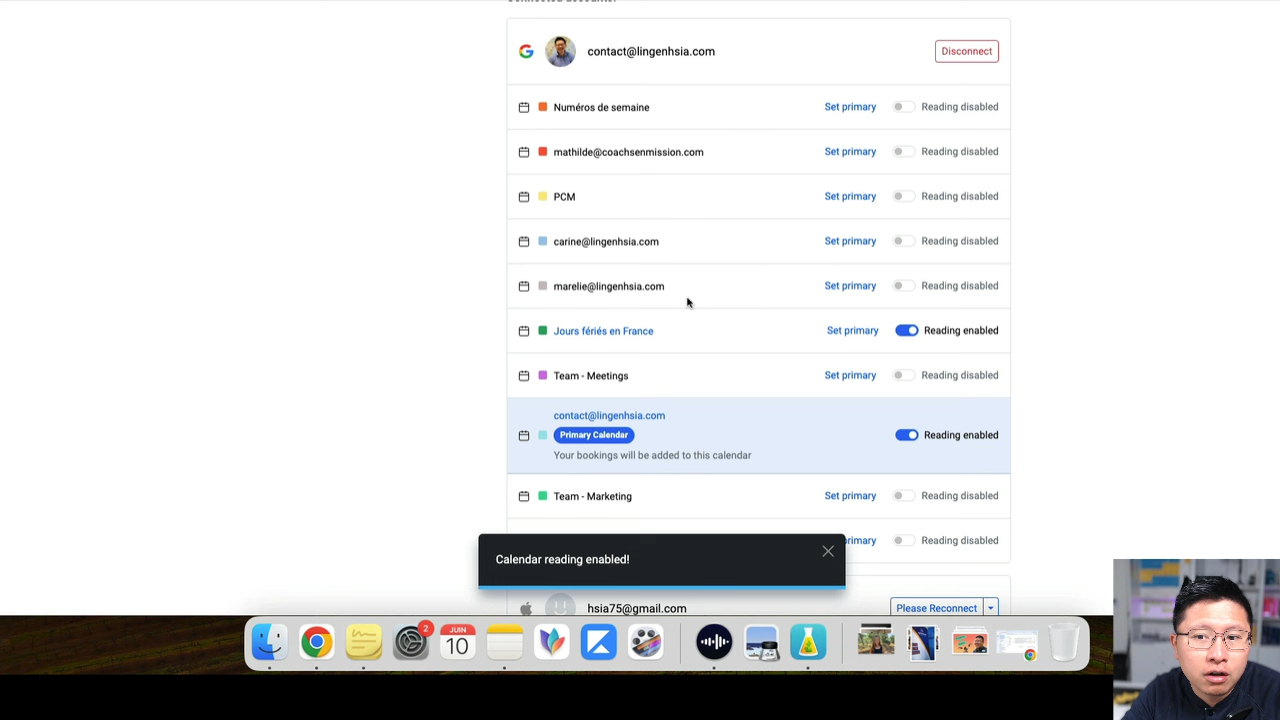 contact@lingenhsia.com
Disconnect
Numéros de semaine
Set primary
Reading disabled
mathilde@coachsenmission.com
Set primary
Reading disabled
PCM
Set primary
Reading disabled
carine@lingenhsia.com
Set primary
Reading disabled
marelie@lingenhsia.com
Set primary
Reading disabled
Jours fériés en France
Set primary
Reading enabled
Team - Meetings
Set primary
Reading disabled
contact@lingenhsia.com
Primary Calendar
Reading enabled
Your bookings will be added to this calendar
Team - Marketing
Set primary
Reading disabled
primary
Reading disabled
Calendar reading enabled!
hsia75@gmail.com
Please Reconnect
2
JUIN
10